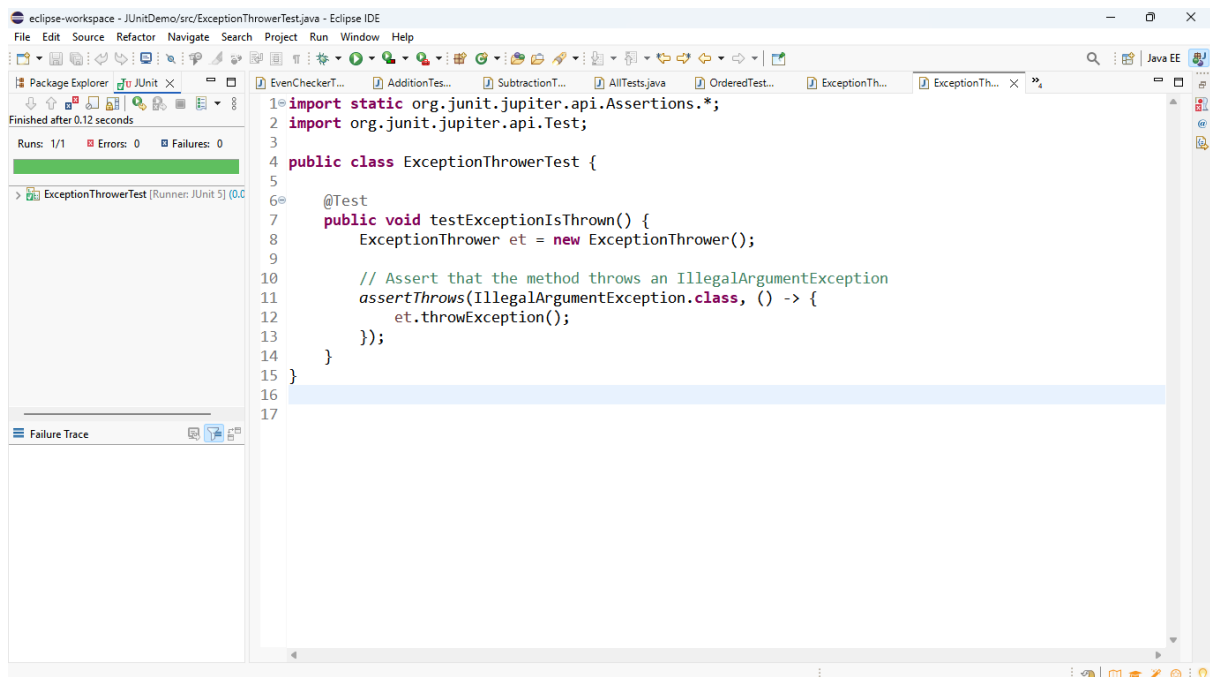 eclipse-workspace - JUnitDemo/src/ExceptionThrowerTest.java - Eclipse IDE
File Edit Source Refactor Navigate Search Project Run Window Help
Java EE
Package Explorer JUnit
EvenCheckerT... AdditionTes... SubtractionT... AllTests.java OrderedTest... ExceptionTh... ExceptionTh... »4
Finished after 0.12 seconds
Runs: 1/1 Errors: 0 Failures: 0
ExceptionThrowerTest [Runner: JUnit 5] (0.0
Failure Trace
1 import static org.junit.jupiter.api.Assertions.*;
2 import org.junit.jupiter.api.Test;
3
4 public class ExceptionThrowerTest {
5
6     @Test
7     public void testExceptionIsThrown() {
8         ExceptionThrower et = new ExceptionThrower();
9
10         // Assert that the method throws an IllegalArgumentException
11         assertThrows(IllegalArgumentException.class, () -> {
12             et.throwException();
13         });
14     }
15 }
16
17